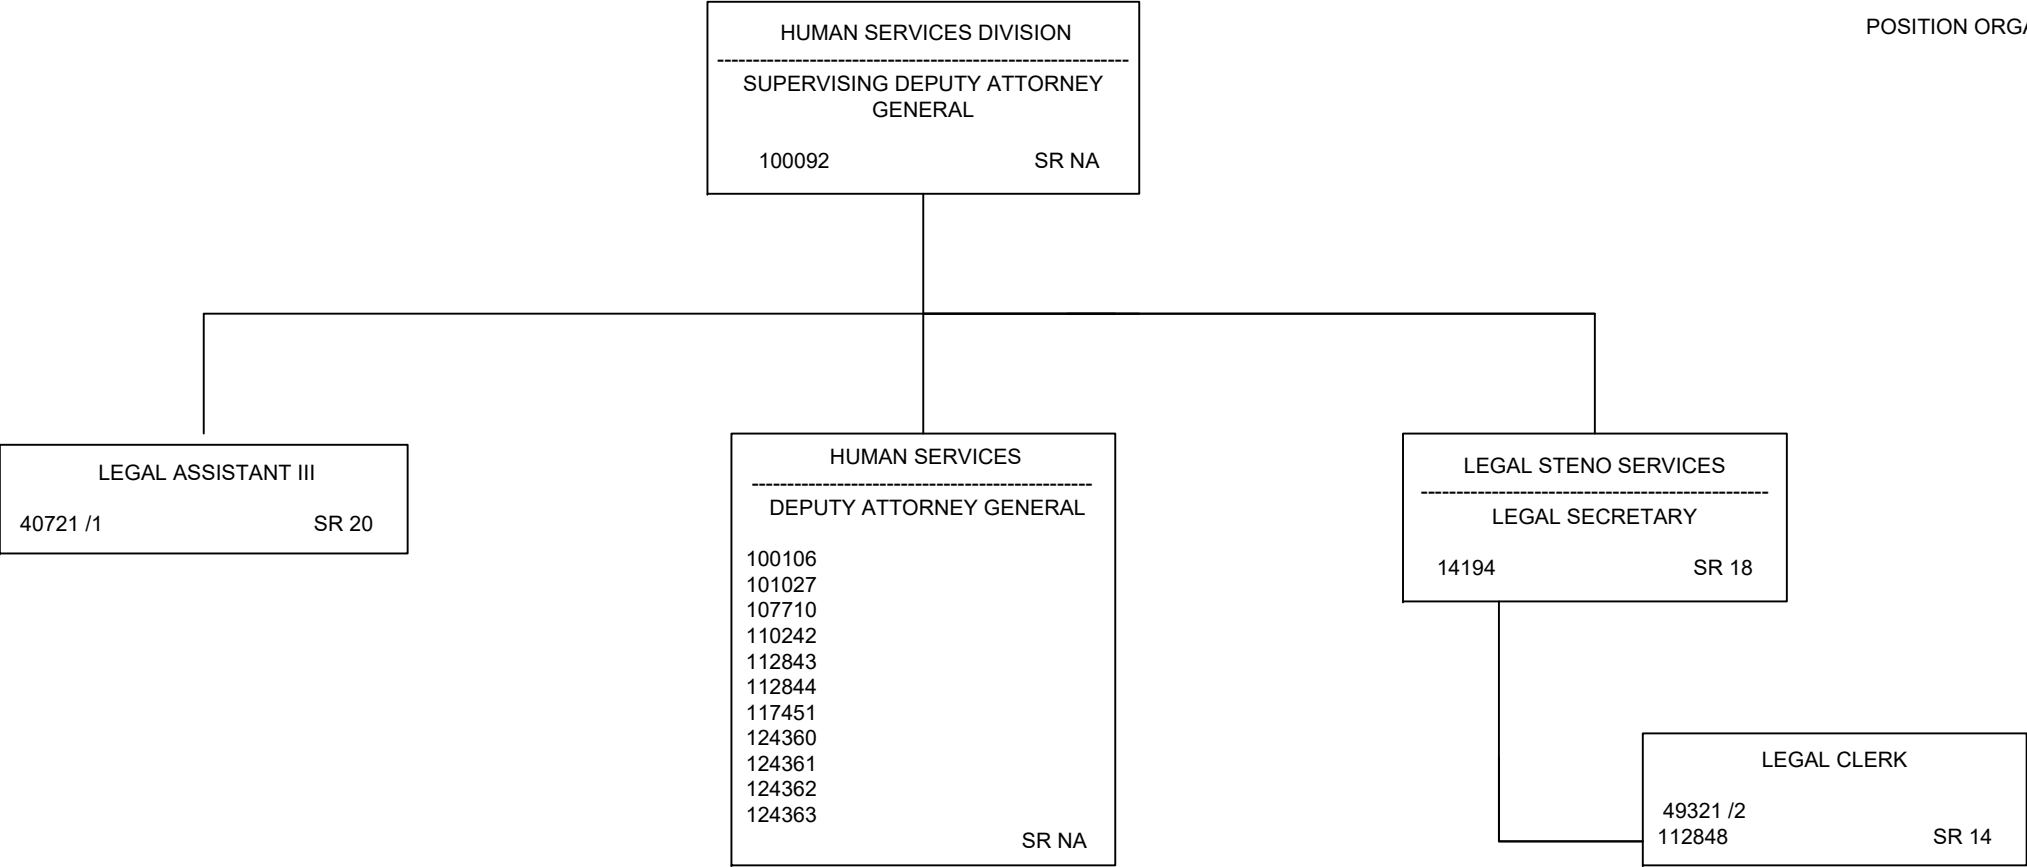 POSITION ORGA
HUMAN SERVICES DIVISION
----------------------------------------------------------
SUPERVISING DEPUTY ATTORNEY
GENERAL
100092 SR NA
LEGAL ASSISTANT III
40721 /1 SR 20
HUMAN SERVICES
------------------------------------------------
DEPUTY ATTORNEY GENERAL
100106
101027
107710
110242
112843
112844
117451
124360
124361
124362
124363
SR NA
LEGAL STENO SERVICES
-------------------------------------------------
LEGAL SECRETARY
14194 SR 18
LEGAL CLERK
49321 /2
112848 SR 14